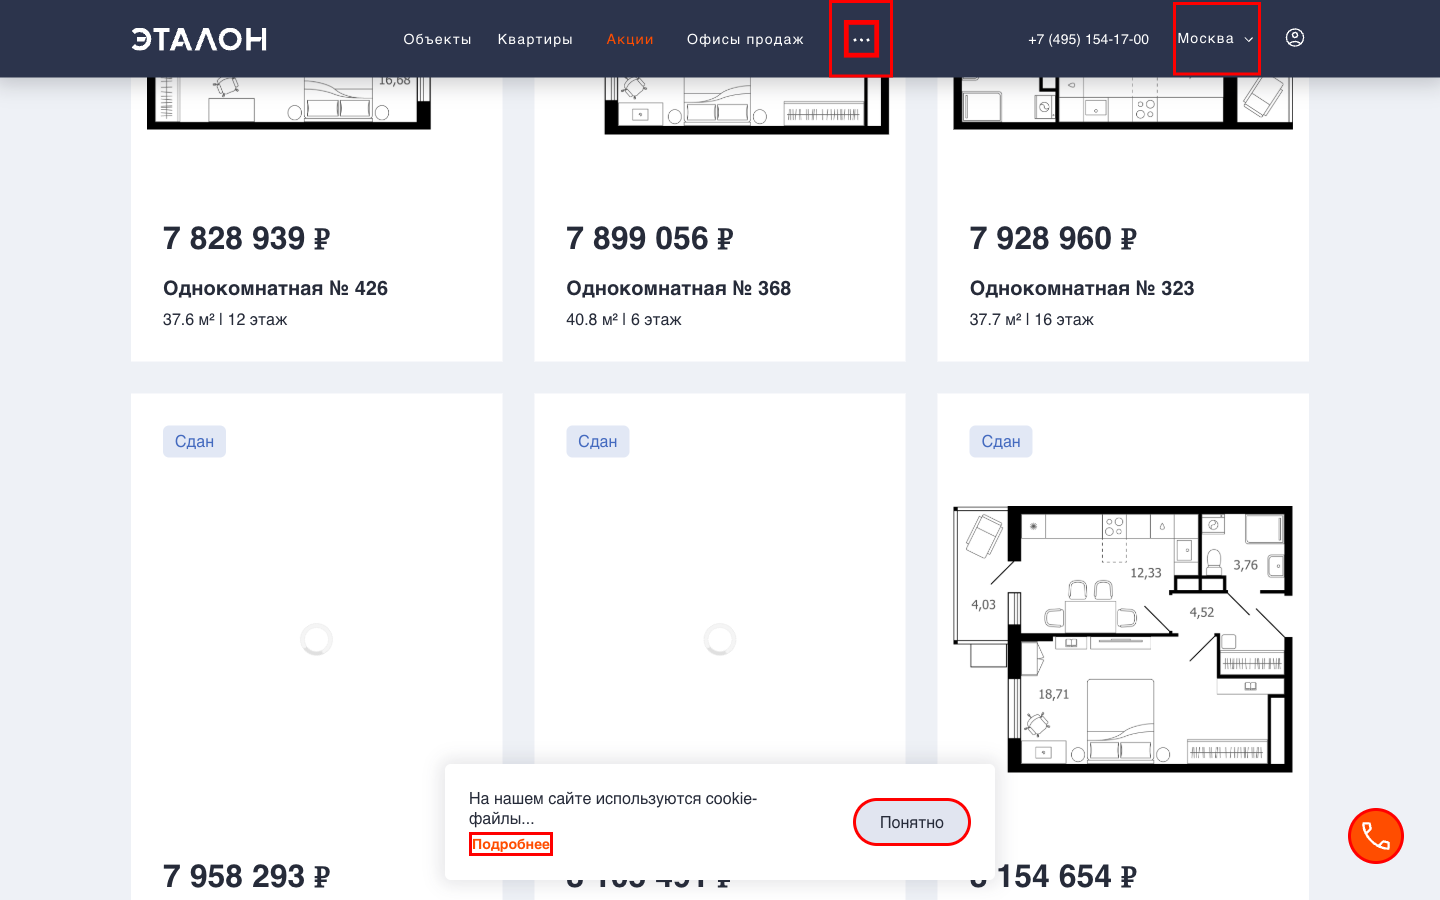 ЭТАЛОН
Объекты Квартиры Акции Офисы продаж ... +7 (495) 154-17-00 Москва
16,68
7 828 939 ₽
Однокомнатная № 426
37.6 м² | 12 этаж
7 899 056 ₽
Однокомнатная № 368
40.8 м² | 6 этаж
7 928 960 ₽
Однокомнатная № 323
37.7 м² | 16 этаж
Сдан
Сдан
Сдан
12,33
3,76
4,03
4,52
18,71
На нашем сайте используются cookie-
файлы...
Подробнее
Понятно
7 958 293 ₽
154 654 ₽